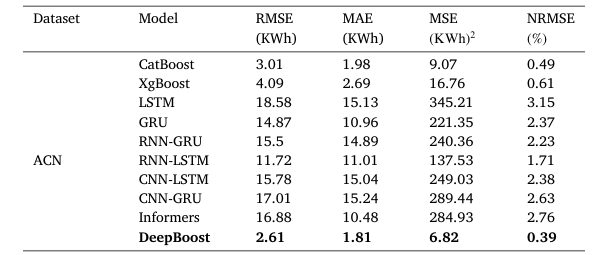 Dataset Model RMSE MAE MSE NRMSE
(KWh) (KWh) (KWh)² (%)
CatBoost 3.01 1.98 9.07 0.49
XgBoost 4.09 2.69 16.76 0.61
LSTM 18.58 15.13 345.21 3.15
GRU 14.87 10.96 221.35 2.37
RNN-GRU 15.5 14.89 240.36 2.23
ACN RNN-LSTM 11.72 11.01 137.53 1.71
CNN-LSTM 15.78 15.04 249.03 2.38
CNN-GRU 17.01 15.24 289.44 2.63
Informers 16.88 10.48 284.93 2.76
DeepBoost 2.61 1.81 6.82 0.39